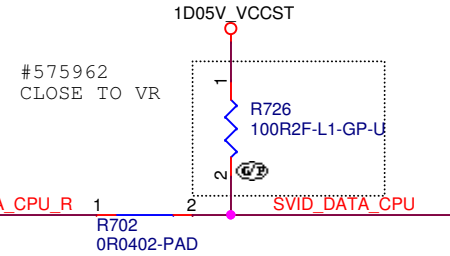 1D05V_VCCST
#575962
CLOSE TO VR
1
R726
100R2F-L1-GP-U
2
G/P
A_CPU_R 1 2 SVID_DATA_CPU
R702
0R0402-PAD